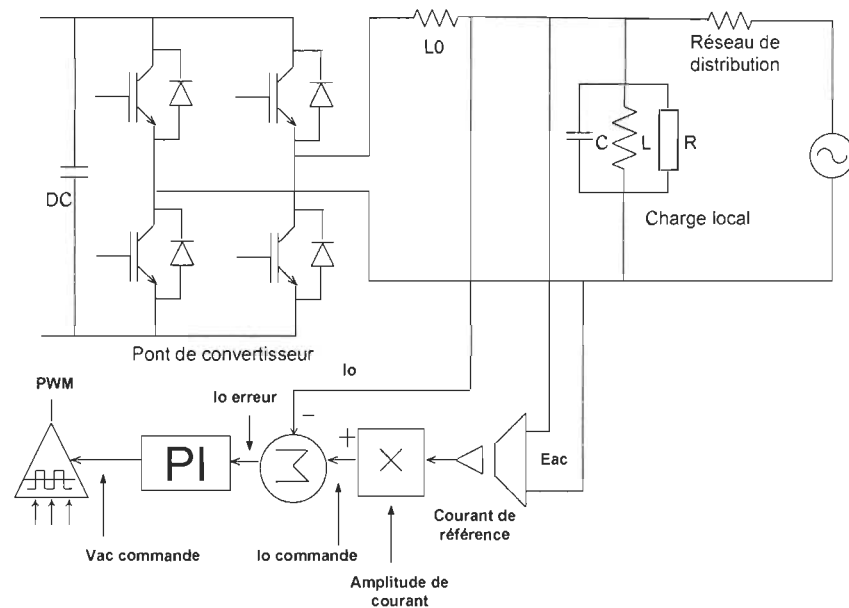 L0
Réseau de
distribution
C
L
R
DC
Charge local
Pont de convertisseur
Io
PWM
Io erreur
−
+
PI
Σ
×
Eac
Courant de
référence
Vac commande
Io commande
Amplitude de
courant